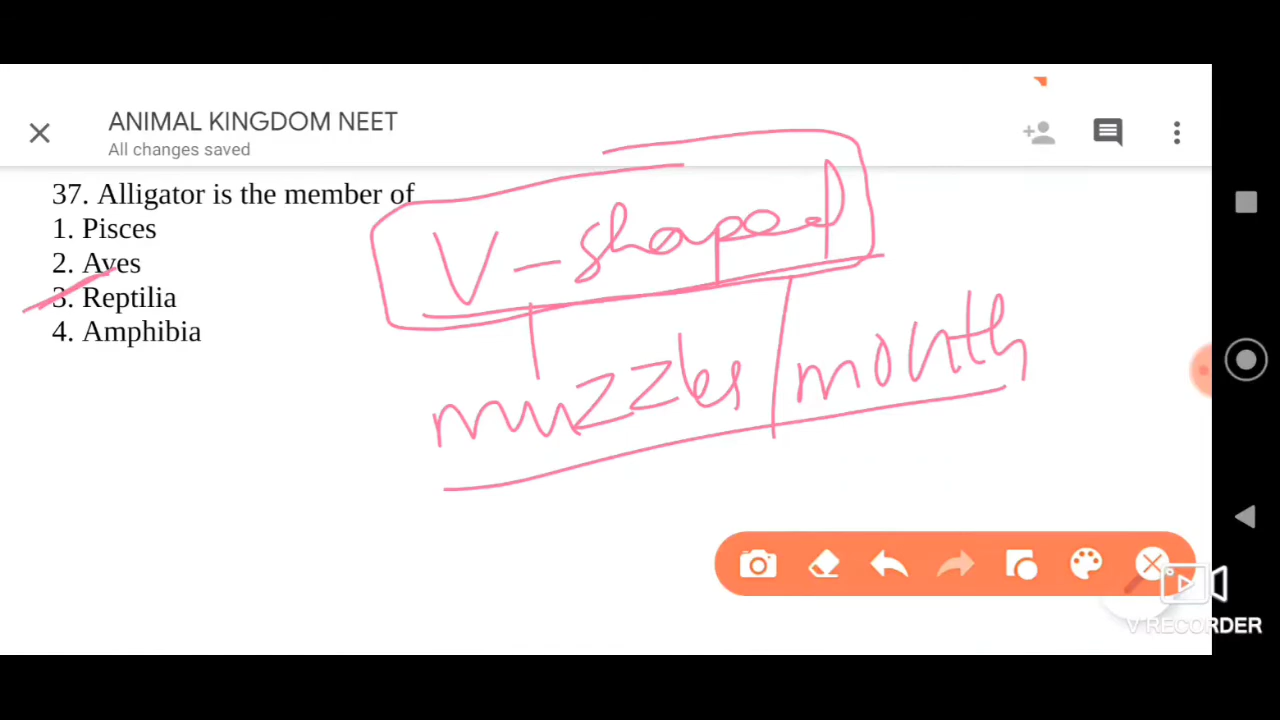 ANIMAL KINGDOM NEET
All changes saved
37. Alligator is the member of
1. Pisces
2. Aves
3. Reptilia
4. Amphibia
V-shaped
muzzles/mouth
V RECORDER